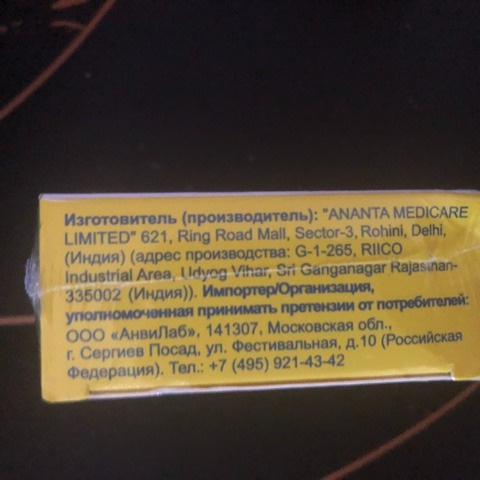 Изготовитель (производитель): "ANANTA MEDICARE
LIMITED" 621, Ring Road Mall, Sector-3, Rohini, Delhi,
(Индия) (адрес производства: G-1-265, RIICO
Industrial Area, Udyog Vihar, Sri Ganganagar Rajasthan-
335002 (Индия)). Импортер/Организация,
уполномоченная принимать претензии от потребителей:
ООО «АнвиЛаб», 141307, Московская обл.,
г. Сергиев Посад, ул. Фестивальная, д.10 (Российская
Федерация). Тел.: +7 (495) 921-43-42